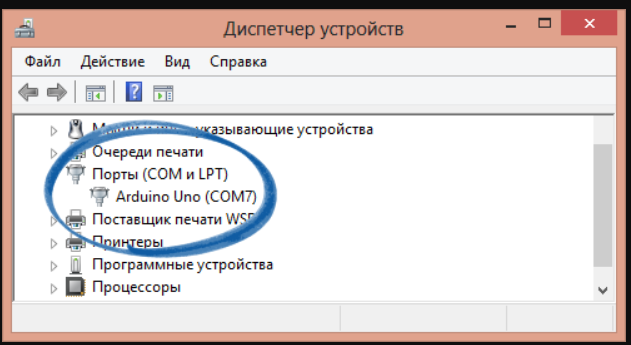 Диспетчер устройств
Файл Действие Вид Справка
указывающие устройства
Очереди печати
Порты (COM и LPT)
Arduino Uno (COM7)
Поставщик печати
Принтеры
Программные устройства
Процессоры